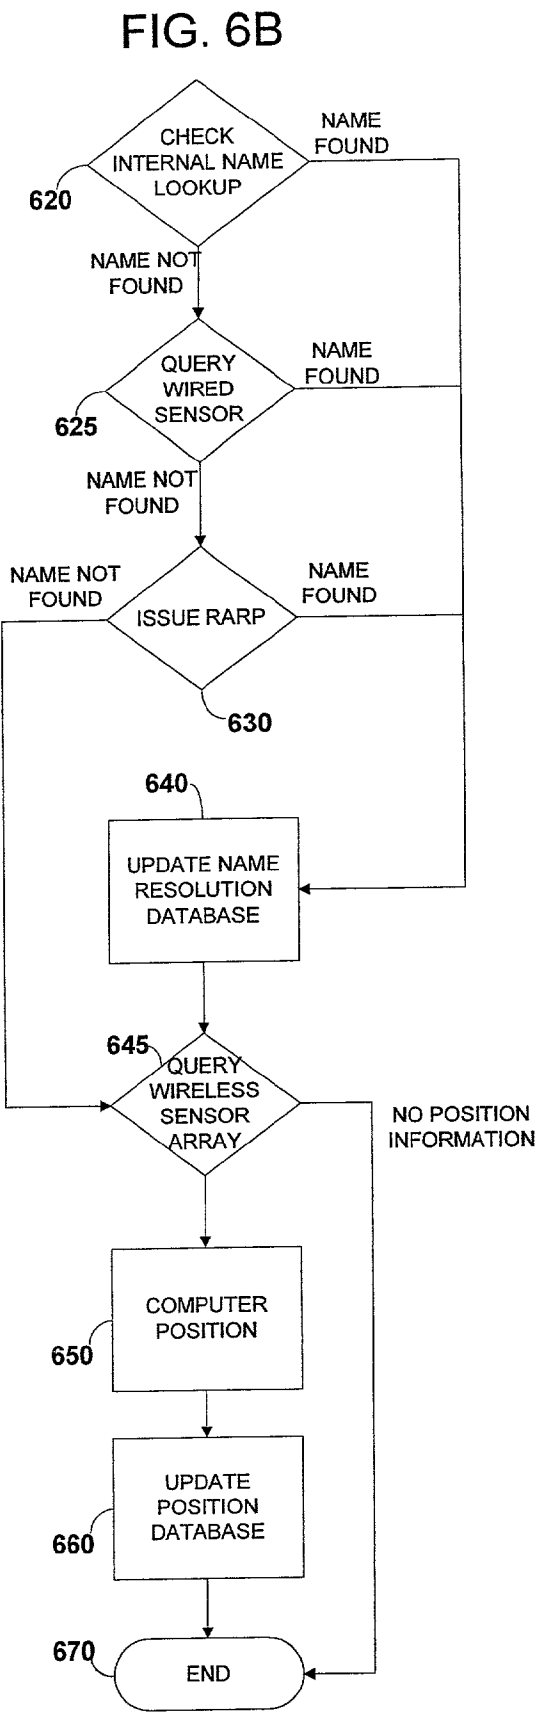 FIG. 6B
CHECK
INTERNAL NAME
LOOKUP
NAME
FOUND
620
NAME NOT
FOUND
QUERY
WIRED
SENSOR
NAME
FOUND
625
NAME NOT
FOUND
NAME NOT
FOUND
ISSUE RARP
NAME
FOUND
630
640
UPDATE NAME
RESOLUTION
DATABASE
645
QUERY
WIRELESS
SENSOR
ARRAY
NO POSITION
INFORMATION
COMPUTER
POSITION
650
UPDATE
POSITION
DATABASE
660
670
END